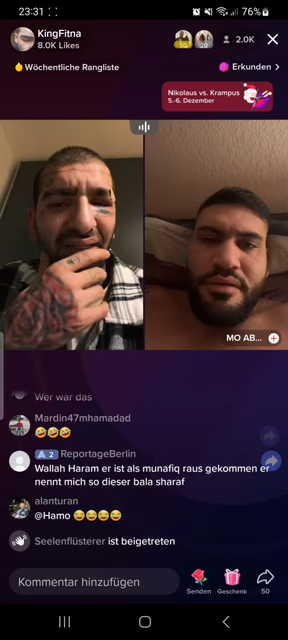 23:31
76%
KingFitna
8.0K Likes
50
28
2.0K
Wöchentliche Rangliste
Erkunden
Nikolaus vs. Krampus
5.-6. Dezember
MO AB...
Wer war das
Mardin47mhamadad
🤣🤣🤣
2 ReportageBerlin
Wallah Haram er ist als munafiq raus gekommen er
nennt mich so dieser bala sharaf
alanturan
@Hamo 😂😂😂😂
Seelenflüsterer ist beigetreten
Kommentar hinzufügen
Senden
Geschenk
50